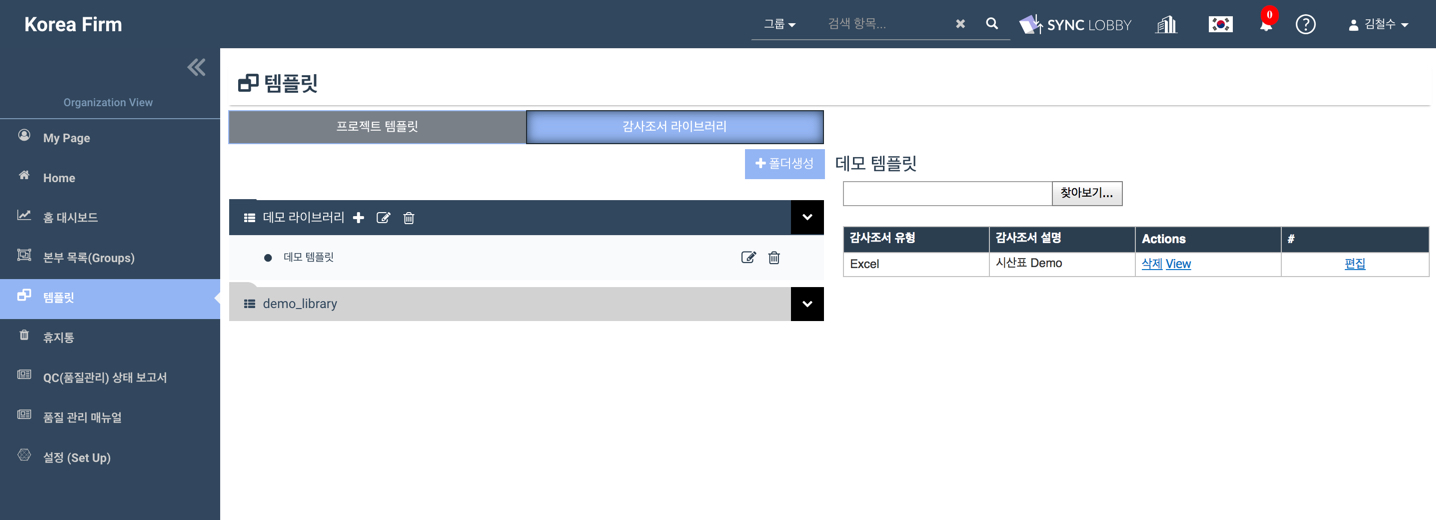 Korea Firm
그룹
검색 항목...
SYNC LOBBY
0
김철수
Organization View
My Page
Home
홈 대시보드
본부 목록(Groups)
템플릿
휴지통
QC(품질관리) 상태 보고서
품질 관리 매뉴얼
설정 (Set Up)
템플릿
프로젝트 템플릿
감사조서 라이브러리
폴더생성
데모 라이브러리
데모 템플릿
demo_library
데모 템플릿
찾아보기...
감사조서 유형 감사조서 설명 Actions #
Excel 시산표 Demo 삭제 View 편집